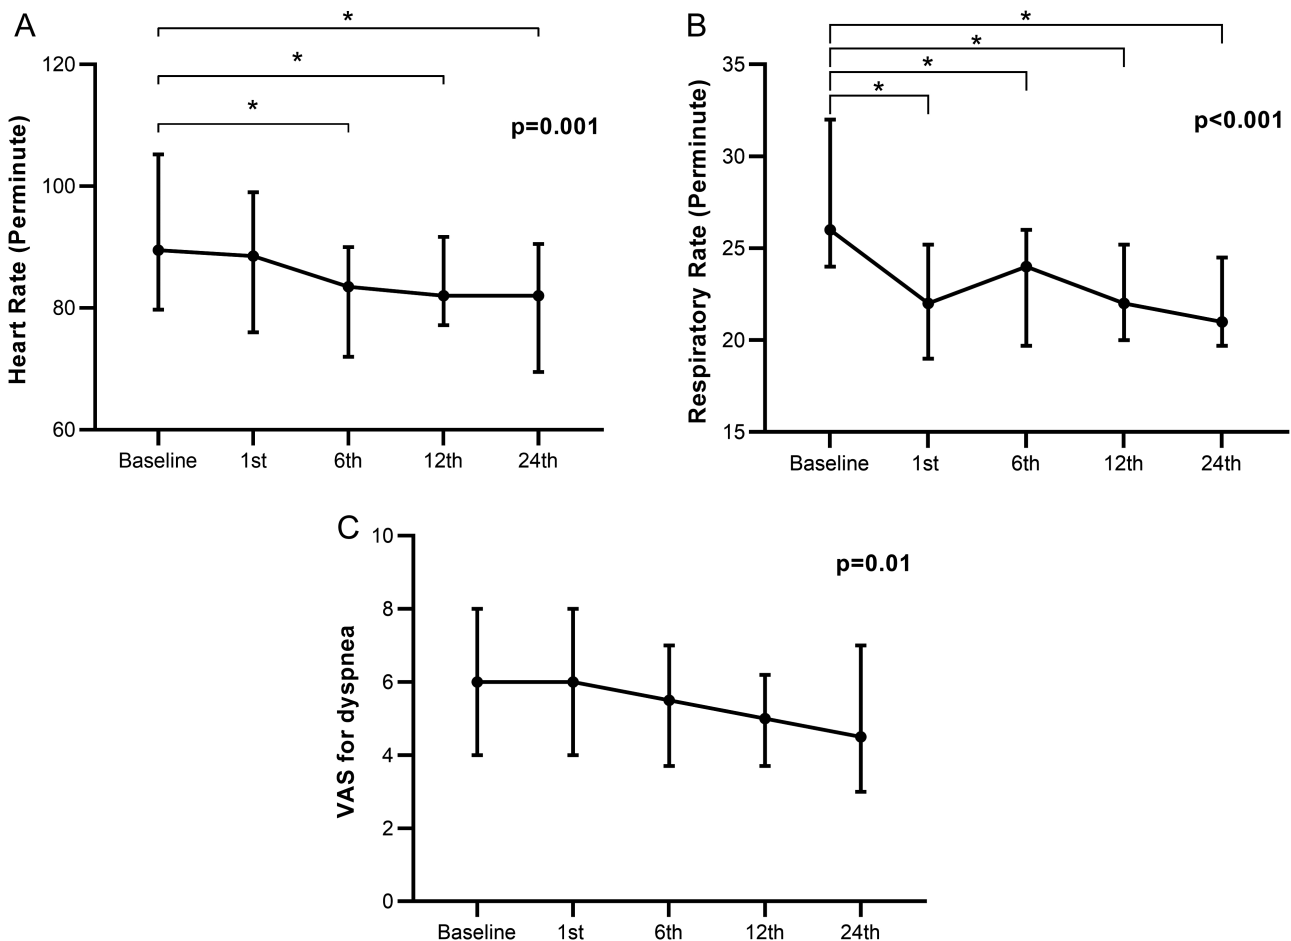 A
*
*
*
p=0.001
Heart Rate (Perminute)
120
100
80
60
Baseline 1st 6th 12th 24th
B
*
*
*
*
p<0.001
Respiratory Rate (Perminute)
35
30
25
20
15
Baseline 1st 6th 12th 24th
C
p=0.01
VAS for dyspnea
10
8
6
4
2
0
Baseline 1st 6th 12th 24th